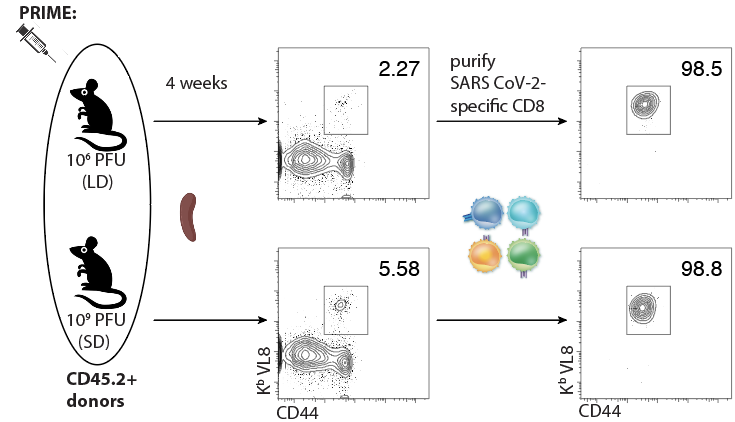 PRIME:
4 weeks
2.27
purify
SARS CoV-2-
specific CD8
98.5
10⁶ PFU
(LD)
5.58
98.8
10⁹ PFU
(SD)
CD45.2+
donors
Kᵇ VL8
CD44
Kᵇ VL8
CD44